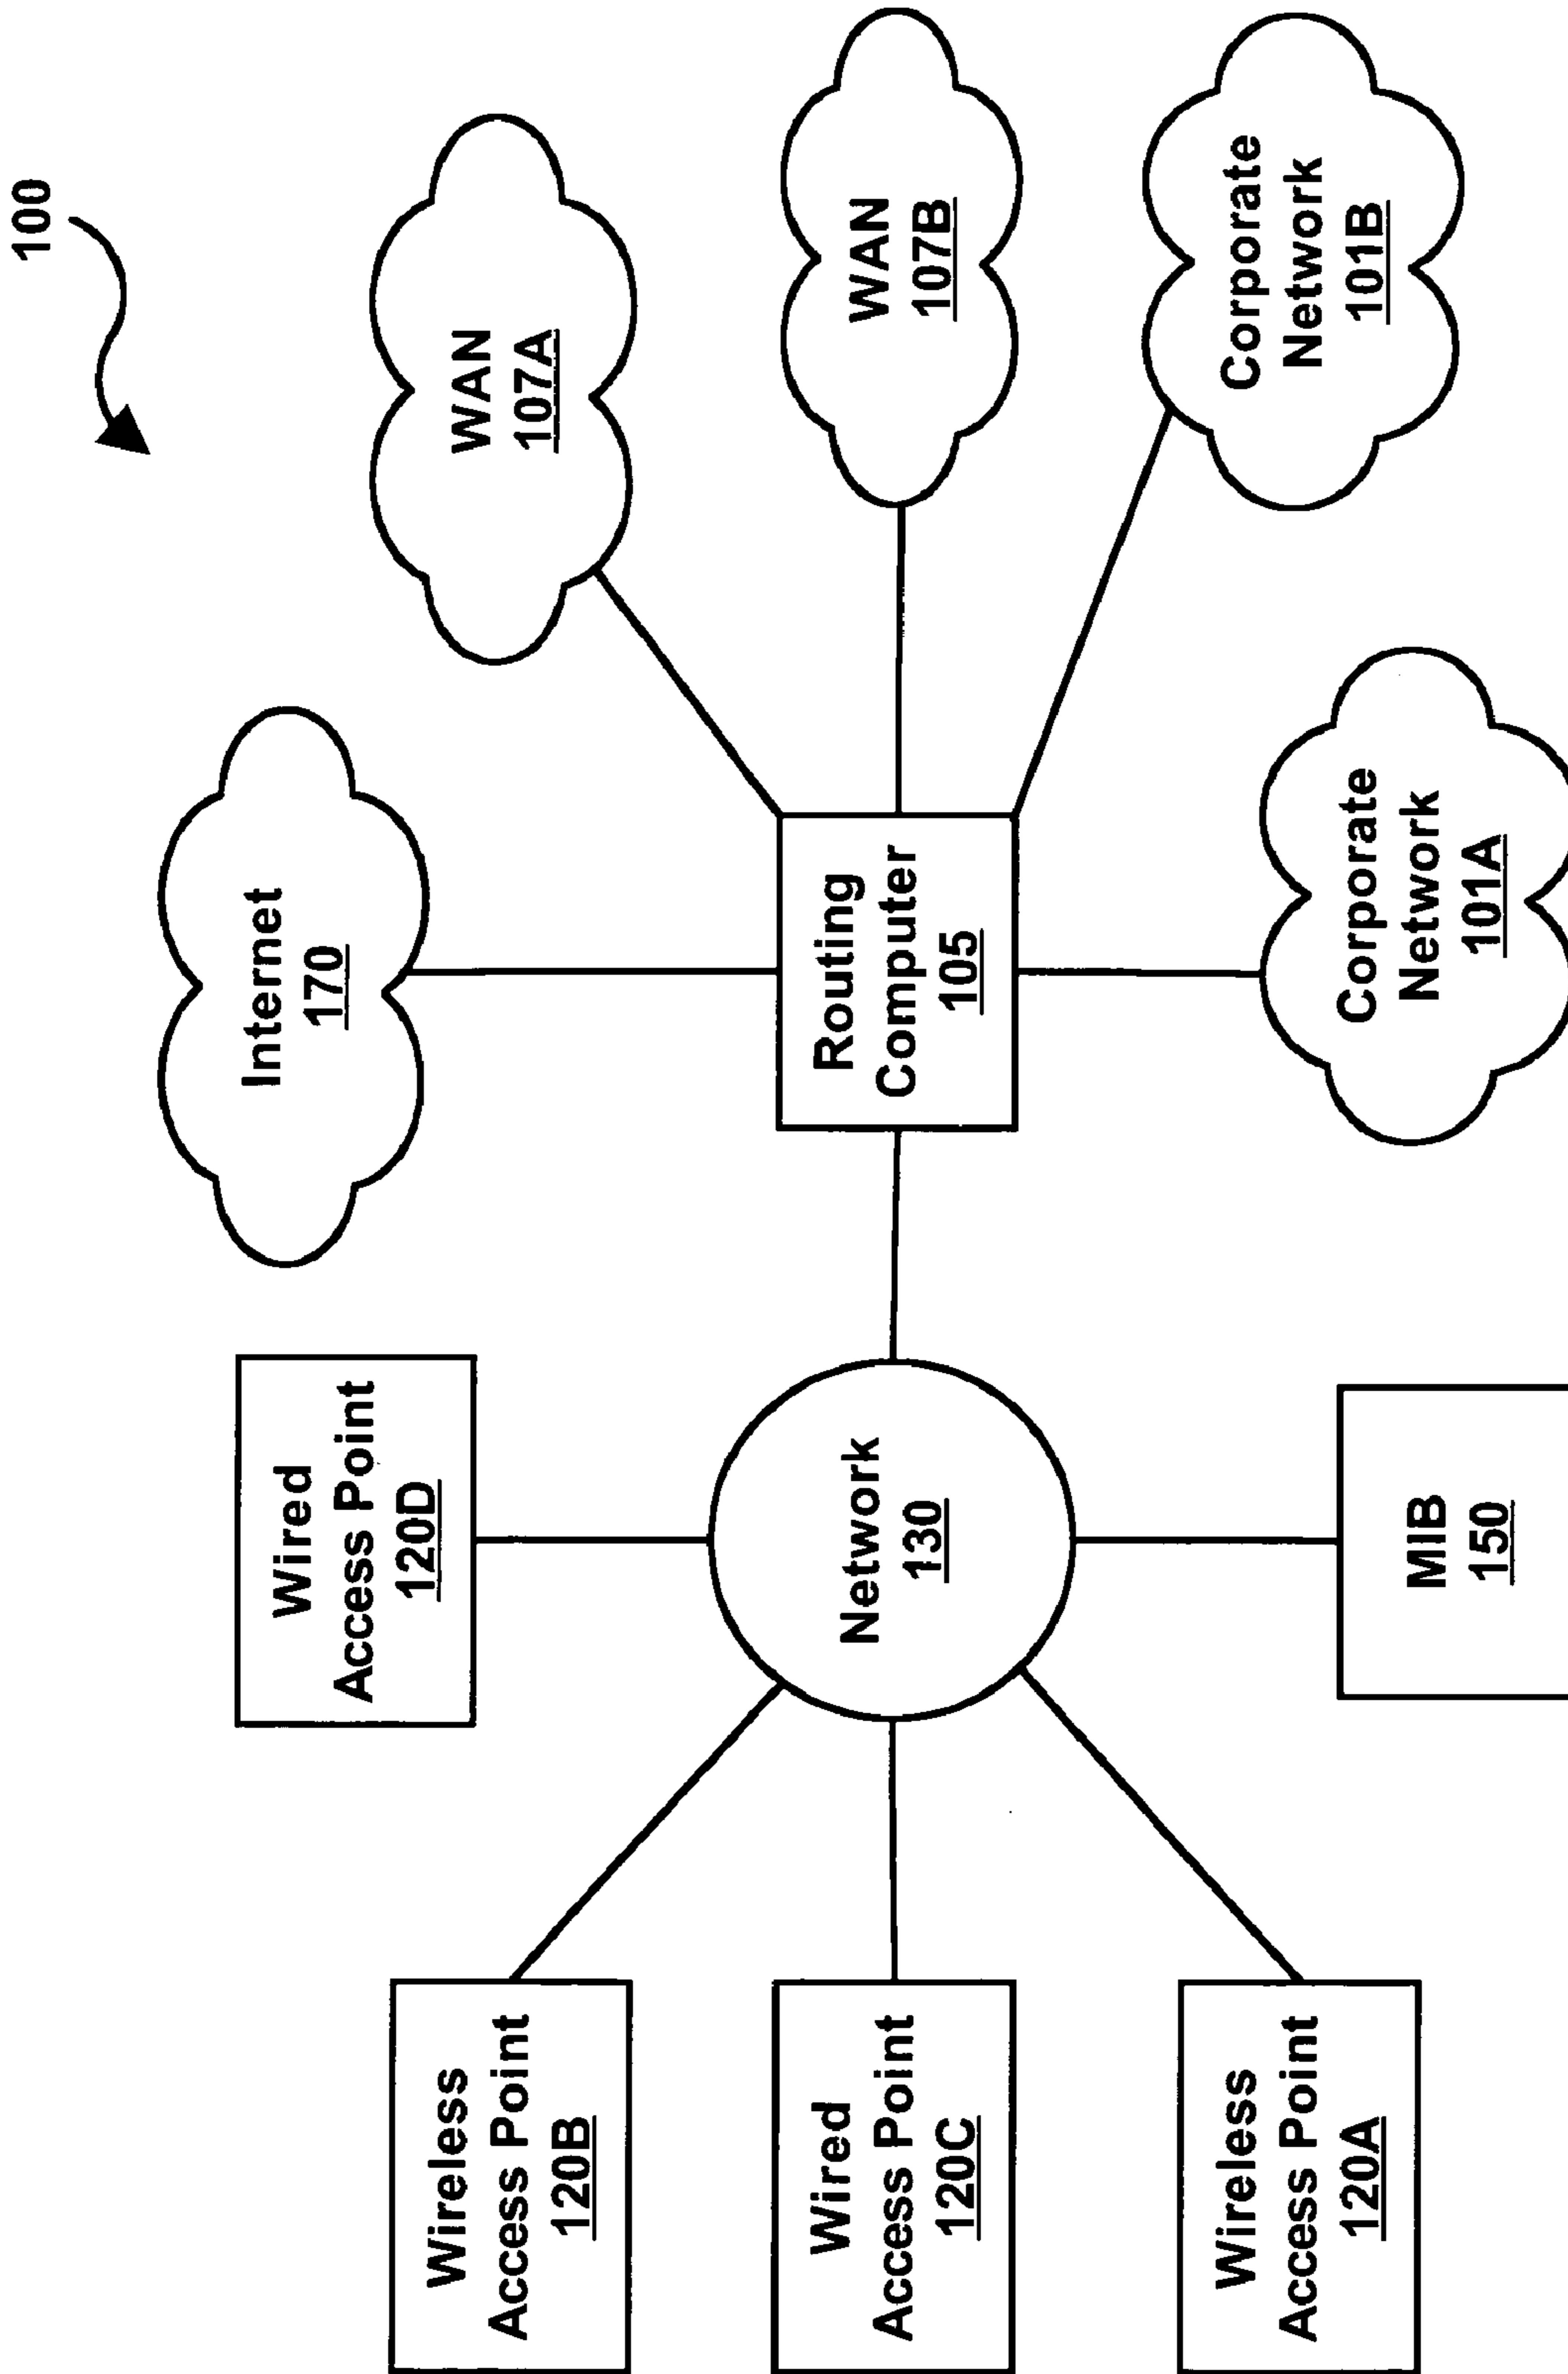 100
Internet
170
WAN
107A
WAN
107B
Corporate
Network
101B
Corporate
Network
101A
Routing
Computer
105
Wired
Access Point
120D
Network
130
MIB
150
Wireless
Access Point
120B
Wired
Access Point
120C
Wireless
Access Point
120A